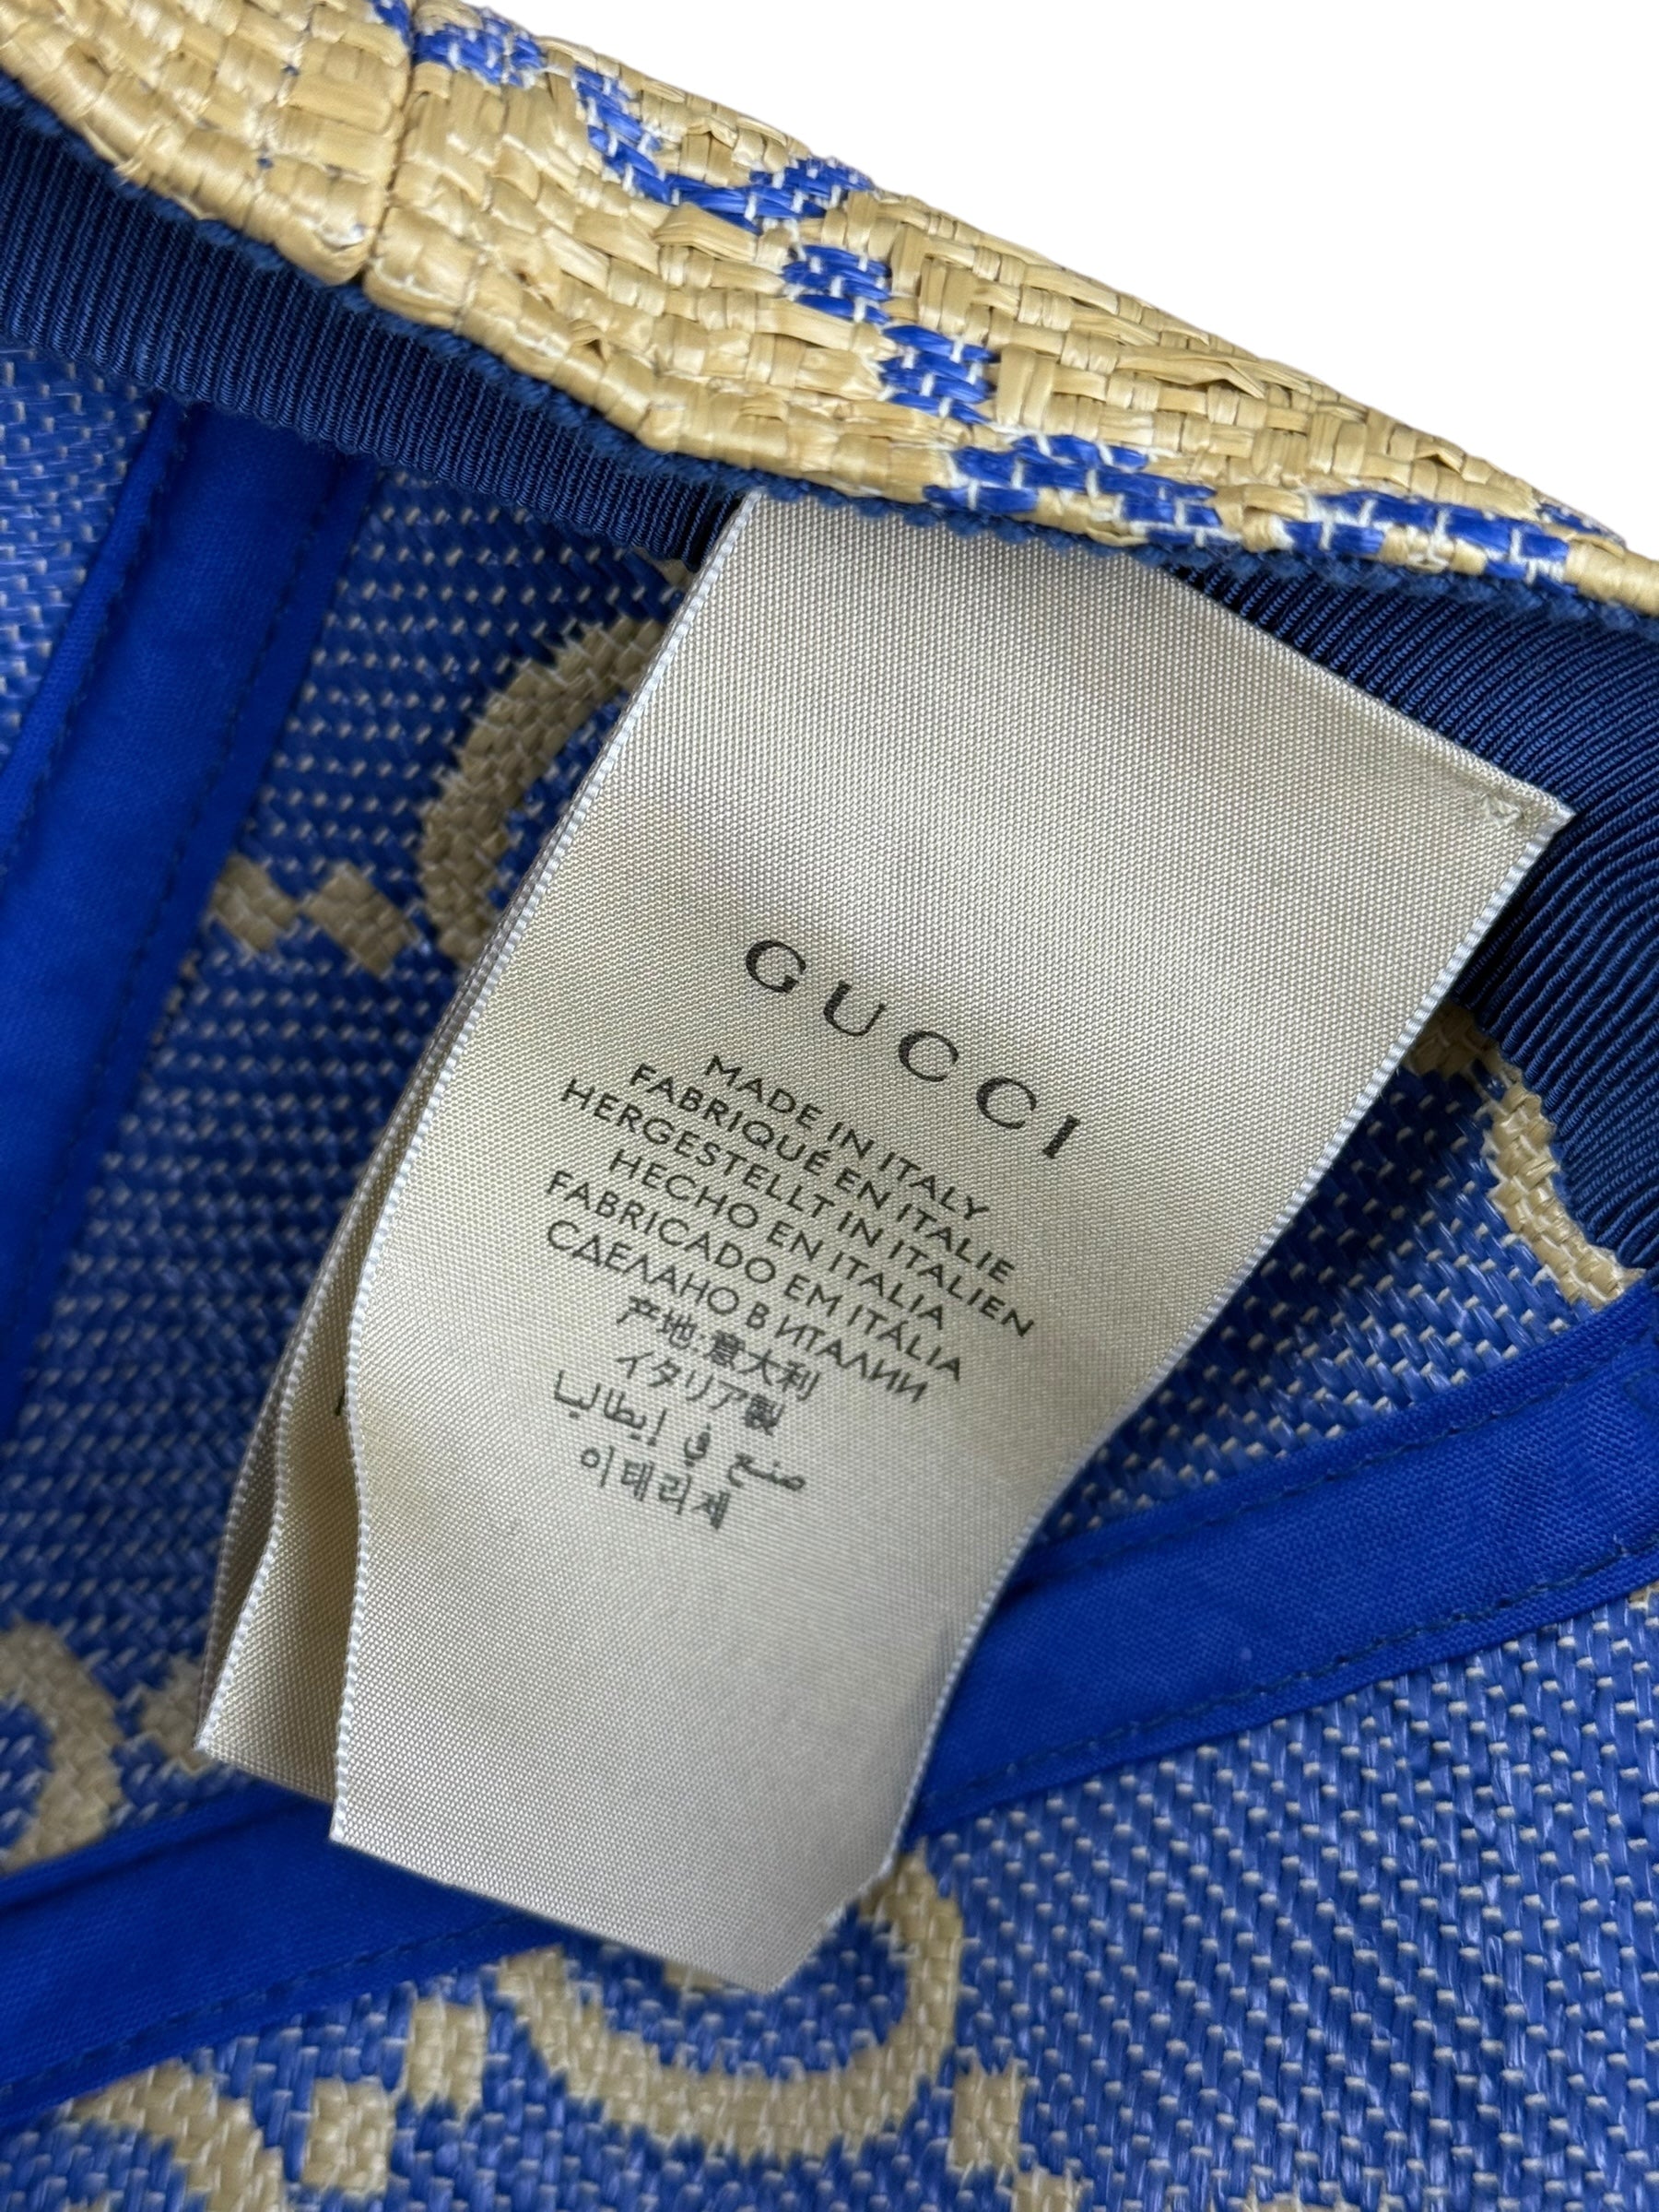 GUCCI
MADE IN ITALY
FABRIQUÉ EN ITALIE
HERGESTELLT IN ITALIEN
HECHO EN ITALIA
FABRICADO EM ITÁLIA
СДЕЛАНО В ИТАЛИИ
产地:意大利
イタリア製
صنع في إيطاليا
이태리제